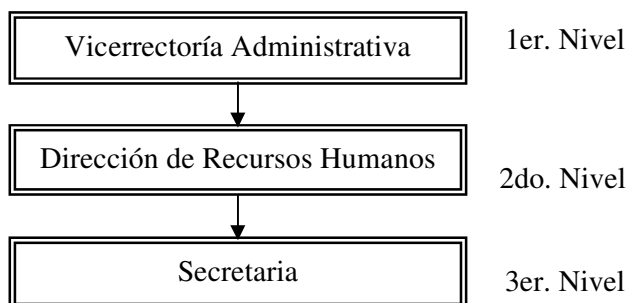 Vicerrectoría Administrativa
1er. Nivel
Dirección de Recursos Humanos
2do. Nivel
Secretaria
3er. Nivel